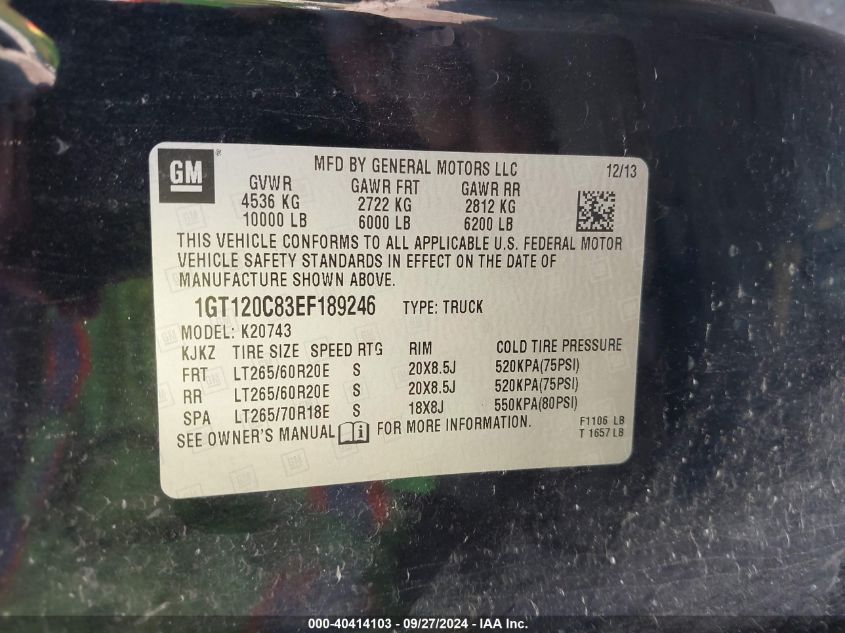 GM
MFD BY GENERAL MOTORS LLC 12/13
GVWR GAWR FRT GAWR RR
4536 KG 2722 KG 2812 KG
10000 LB 6000 LB 6200 LB
THIS VEHICLE CONFORMS TO ALL APPLICABLE U.S. FEDERAL MOTOR
VEHICLE SAFETY STANDARDS IN EFFECT ON THE DATE OF
MANUFACTURE SHOWN ABOVE.
1GT120C83EF189246 TYPE: TRUCK
MODEL: K20743
KJKZ TIRE SIZE SPEED RTG RIM COLD TIRE PRESSURE
FRT LT265/60R20E S 20X8.5J 520KPA(75PSI)
RR LT265/60R20E S 20X8.5J 520KPA(75PSI)
SPA LT265/70R18E S 18X8J 550KPA(80PSI)
SEE OWNER'S MANUAL FOR MORE INFORMATION.
F1106 LB
T 1657 LB
000-40414103 - 09/27/2024 - IAA Inc.